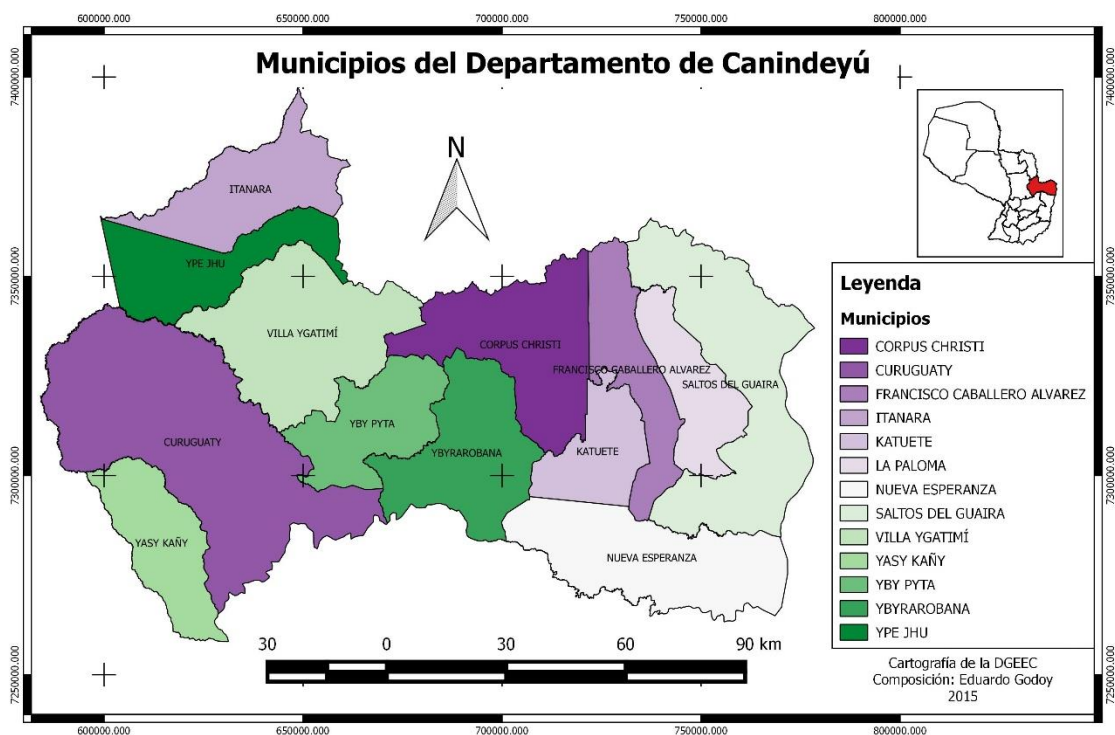 600000.000 650000.000 700000.000 750000.000 800000.000
Municipios del Departamento de Canindeyú
7400000.000 7400000.000
N
ITANARA
YPE JHU
7350000.000 7350000.000
VILLA YGATIMÍ
CORPUS CHRISTI
FRANCISCO CABALLERO ALVAREZ
SALTOS DEL GUAIRA
YBY PYTA
CURUGUATY
YBYRAROBANA
KATUETE
7300000.000 7300000.000
YASY KAÑY
NUEVA ESPERANZA
Leyenda
Municipios
CORPUS CHRISTI
CURUGUATY
FRANCISCO CABALLERO ALVAREZ
ITANARA
KATUETE
LA PALOMA
NUEVA ESPERANZA
SALTOS DEL GUAIRA
VILLA YGATIMÍ
YASY KAÑY
YBY PYTA
YBYRAROBANA
YPE JHU
30 0 30 60 90 km
Cartografía de la DGEEC
Composición: Eduardo Godoy
2015
7250000.000 7250000.000
600000.000 650000.000 700000.000 750000.000 800000.000